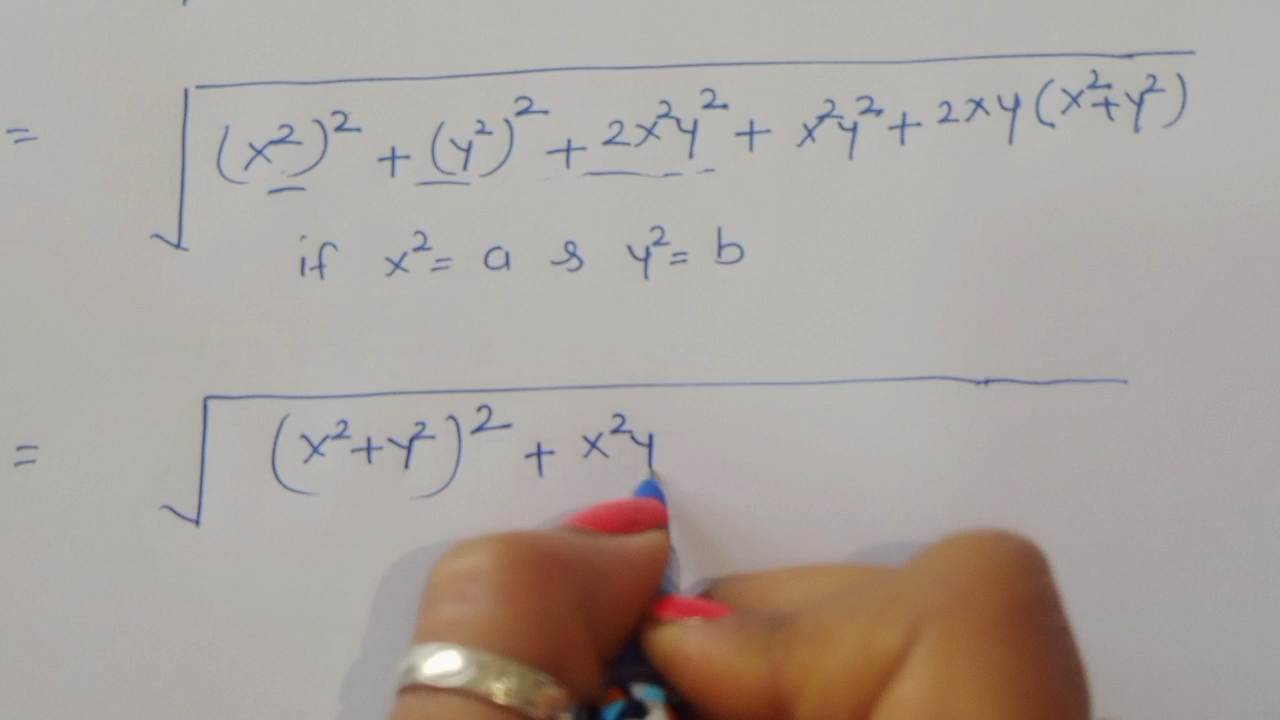 = √((x²)² + (y²)² + 2x²y² + x²y² + 2xy(x²+y²))
if x² = a & y² = b
= √((x²+y²)² + x²y